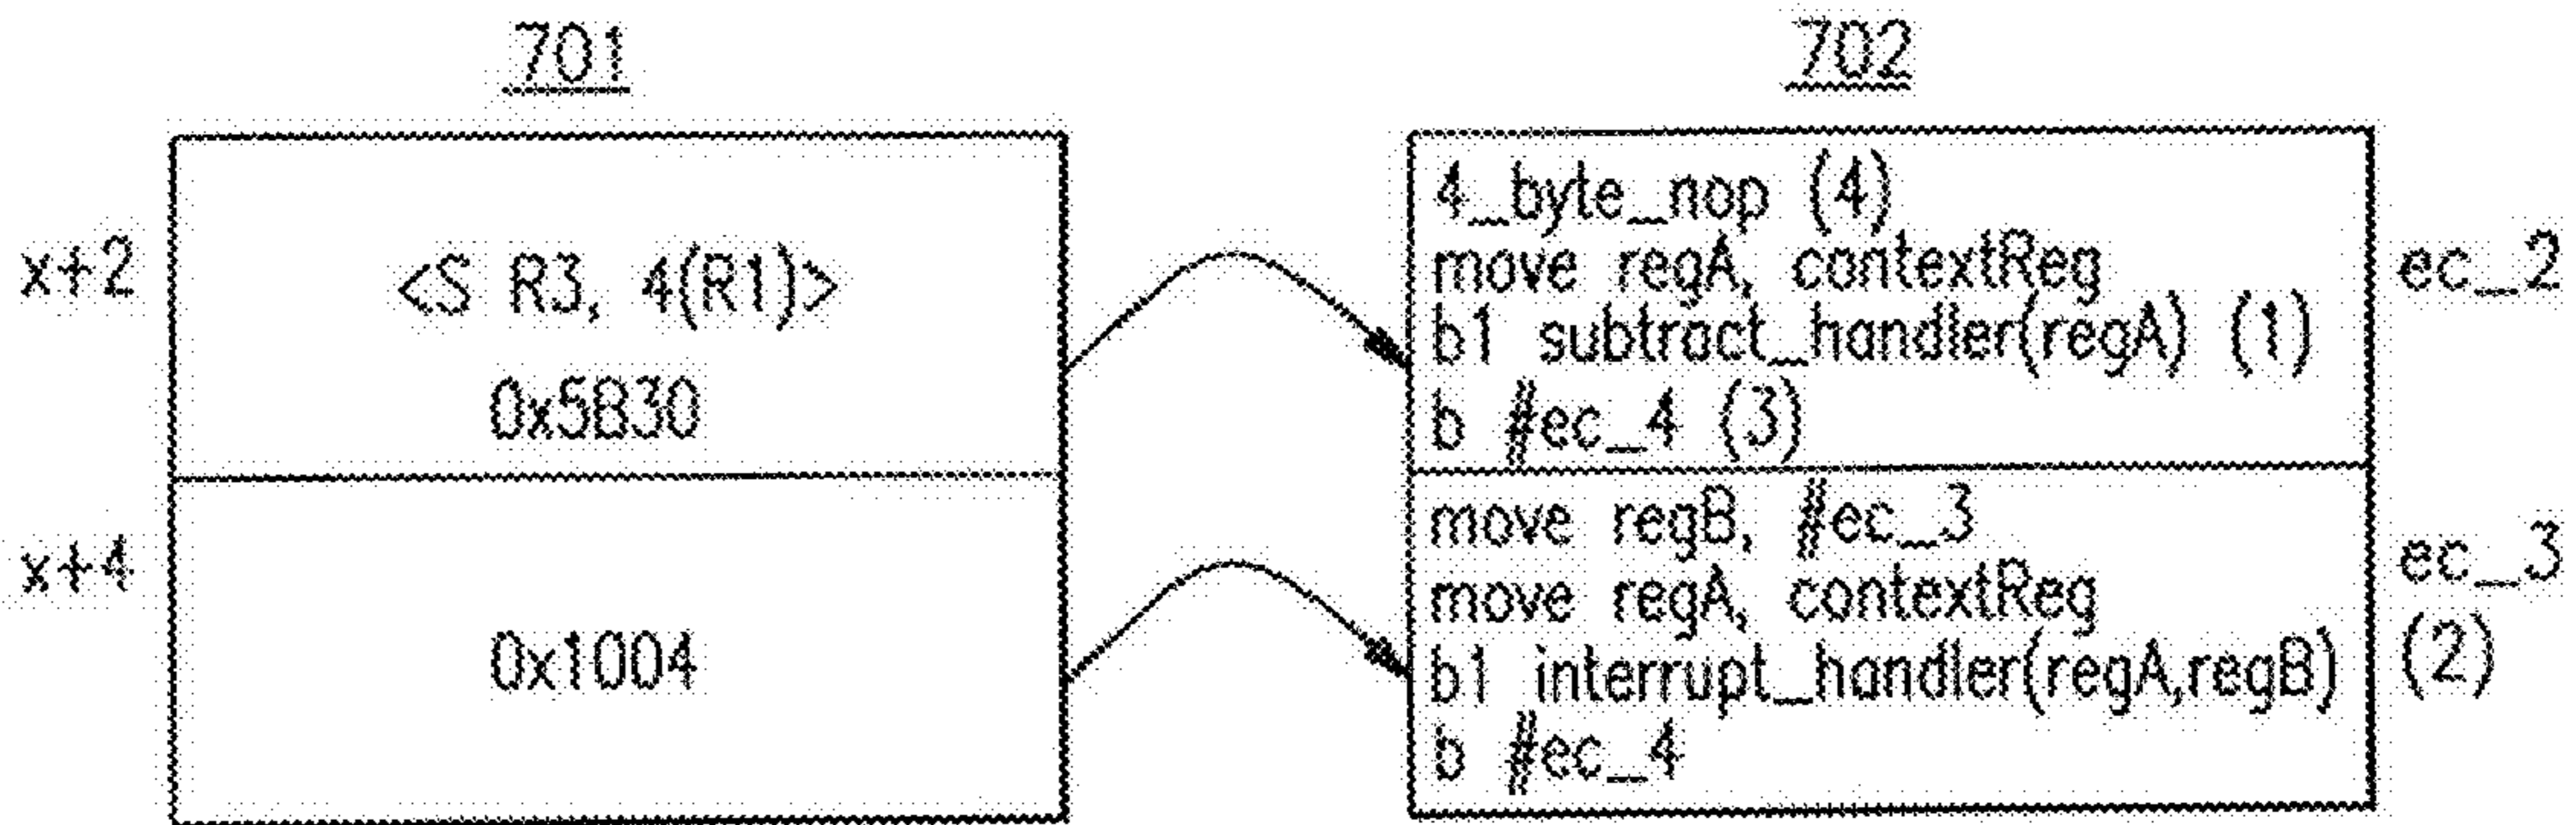 701
702
x+2
<S R3, 4(R1)>
0x5B30
x+4
0x1004
4_byte_nop (4)
move regA, contextReg
b1 subtract_handler(regA) (1)
b #ec_4 (3)
ec_2
move regB, #ec_3
move regA, contextReg
b1 interrupt_handler(regA,regB)
b #ec_4
ec_3
(2)